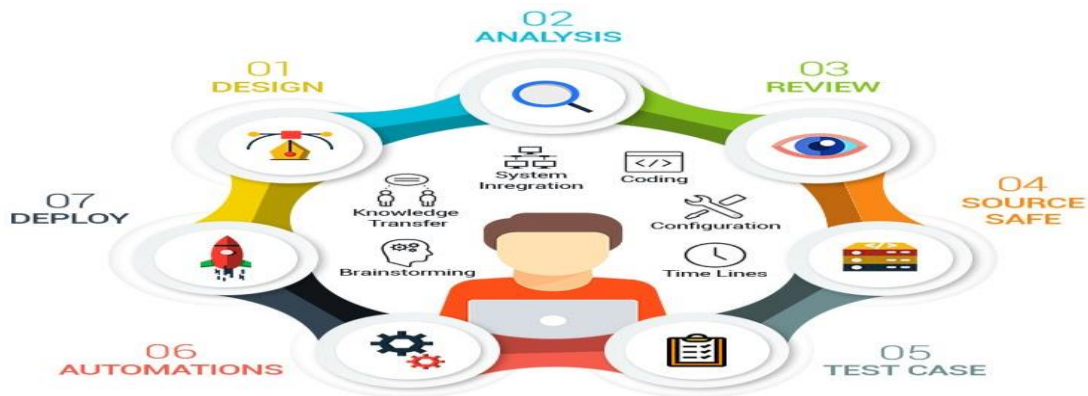 01
DESIGN
02
ANALYSIS
03
REVIEW
04
SOURCE
SAFE
05
TEST CASE
06
AUTOMATIONS
07
DEPLOY
System
Inregration
</>
Coding
Knowledge
Transfer
Configuration
Brainstorming
Time Lines
</>